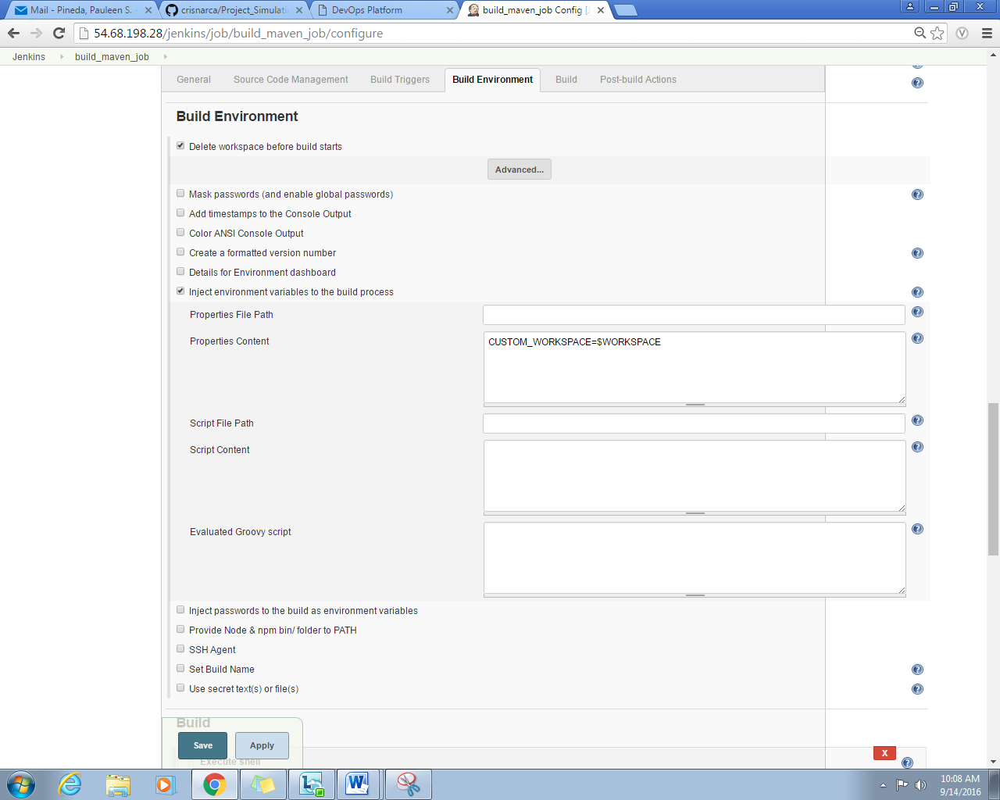 Mail - Pineda, Pauleen S. -
crisnarca/Project_Simulati
DevOps Platform
build_maven_job Config [J
54.68.198.28/jenkins/job/build_maven_job/configure
Jenkins
build_maven_job
General
Source Code Management
Build Triggers
Build Environment
Build
Post-build Actions
Build Environment
Delete workspace before build starts
Advanced...
Mask passwords (and enable global passwords)
Add timestamps to the Console Output
Color ANSI Console Output
Create a formatted version number
Details for Environment dashboard
Inject environment variables to the build process
Properties File Path
Properties Content
CUSTOM_WORKSPACE=$WORKSPACE
Script File Path
Script Content
Evaluated Groovy script
Inject passwords to the build as environment variables
Provide Node & npm bin/ folder to PATH
SSH Agent
Set Build Name
Use secret text(s) or file(s)
Build
Save
Apply
Execute shell
X
10:08 AM
9/14/2016